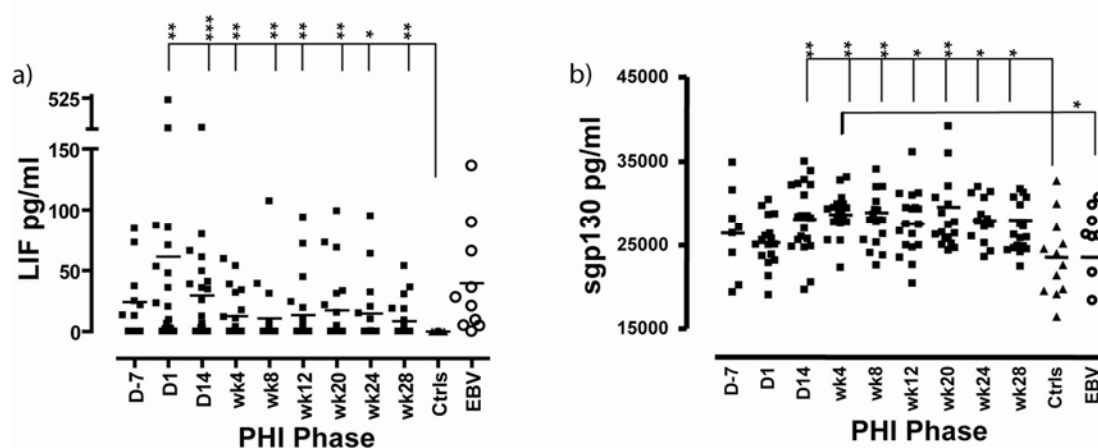 a)
** *** ** ** ** ** * **
525
150
100
50
0
LIF pg/ml
D-7 D1 D14 wk4 wk8 wk12 wk20 wk24 wk28 Ctrls EBV
PHI Phase
b)
** ** ** * ** * *
*
45000
35000
25000
15000
sgp130 pg/ml
D-7 D1 D14 wk4 wk8 wk12 wk20 wk24 wk28 Ctrls EBV
PHI Phase